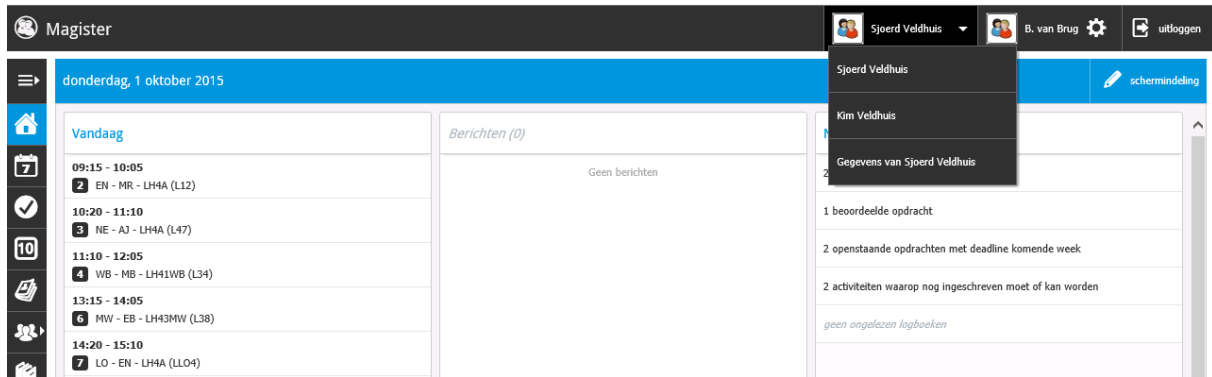 Magister
Sjoerd Veldhuis
B. van Brug
uitloggen
donderdag, 1 oktober 2015
schermindeling
Sjoerd Veldhuis
Kim Veldhuis
Gegevens van Sjoerd Veldhuis
7
10
Vandaag
09:15 - 10:05
2 EN - MR - LH4A (L12)
10:20 - 11:10
3 NE - AJ - LH4A (L47)
11:10 - 12:05
4 WB - MB - LH41WB (L34)
13:15 - 14:05
6 MW - EB - LH43MW (L38)
14:20 - 15:10
7 LO - EN - LH4A (LLO4)
Berichten (0)
Geen berichten
1 beoordeelde opdracht
2 openstaande opdrachten met deadline komende week
2 activiteiten waarop nog ingeschreven moet of kan worden
geen ongelezen logboeken